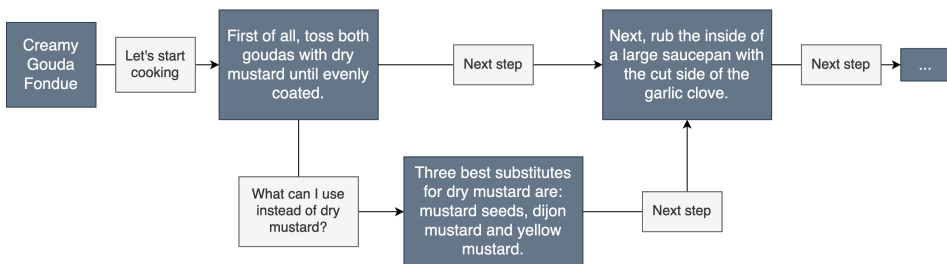 Creamy
Gouda
Fondue
Let's start
cooking
First of all, toss both
goudas with dry
mustard until evenly
coated.
Next step
Next, rub the inside of
a large saucepan with
the cut side of the
garlic clove.
Next step
...
What can I use
instead of dry
mustard?
Three best substitutes
for dry mustard are:
mustard seeds, dijon
mustard and yellow
mustard.
Next step